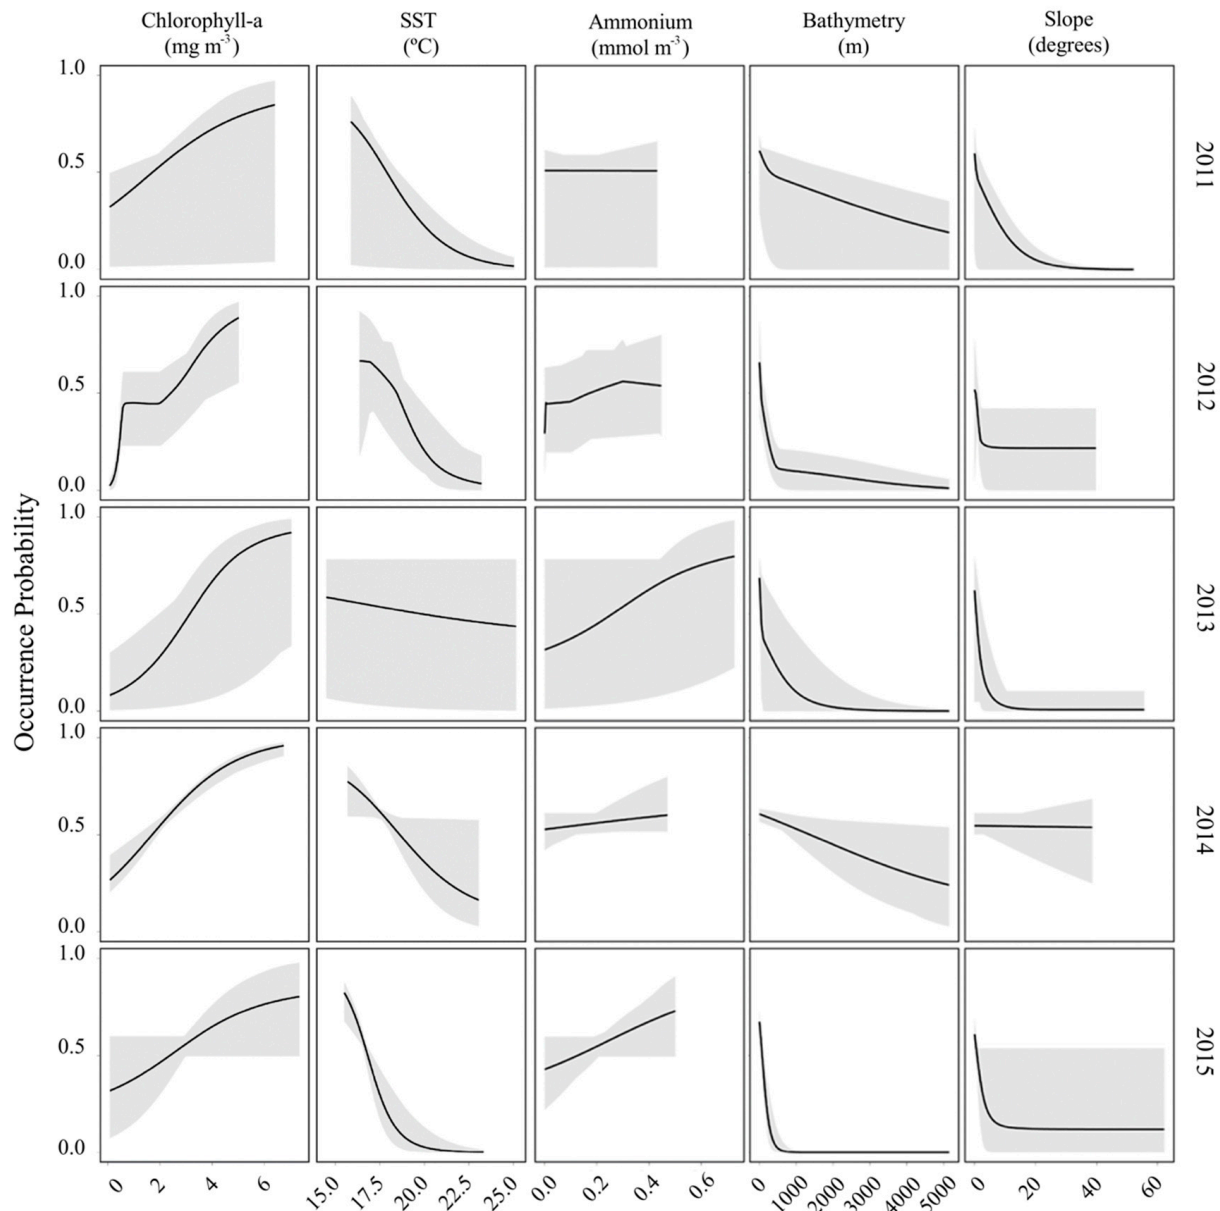 Chlorophyll-a (mg m⁻³)
SST (ºC)
Ammonium (mmol m⁻³)
Bathymetry (m)
Slope (degrees)
Occurrence Probability
1.0
0.5
0.0
2011
1.0
0.5
0.0
2012
1.0
0.5
0.0
2013
1.0
0.5
0.0
2014
1.0
0.5
0.0
2015
0 2 4 6
15.0 17.5 20.0 22.5 25.0
0.0 0.2 0.4 0.6
0 1000 2000 3000 4000 5000
0 20 40 60